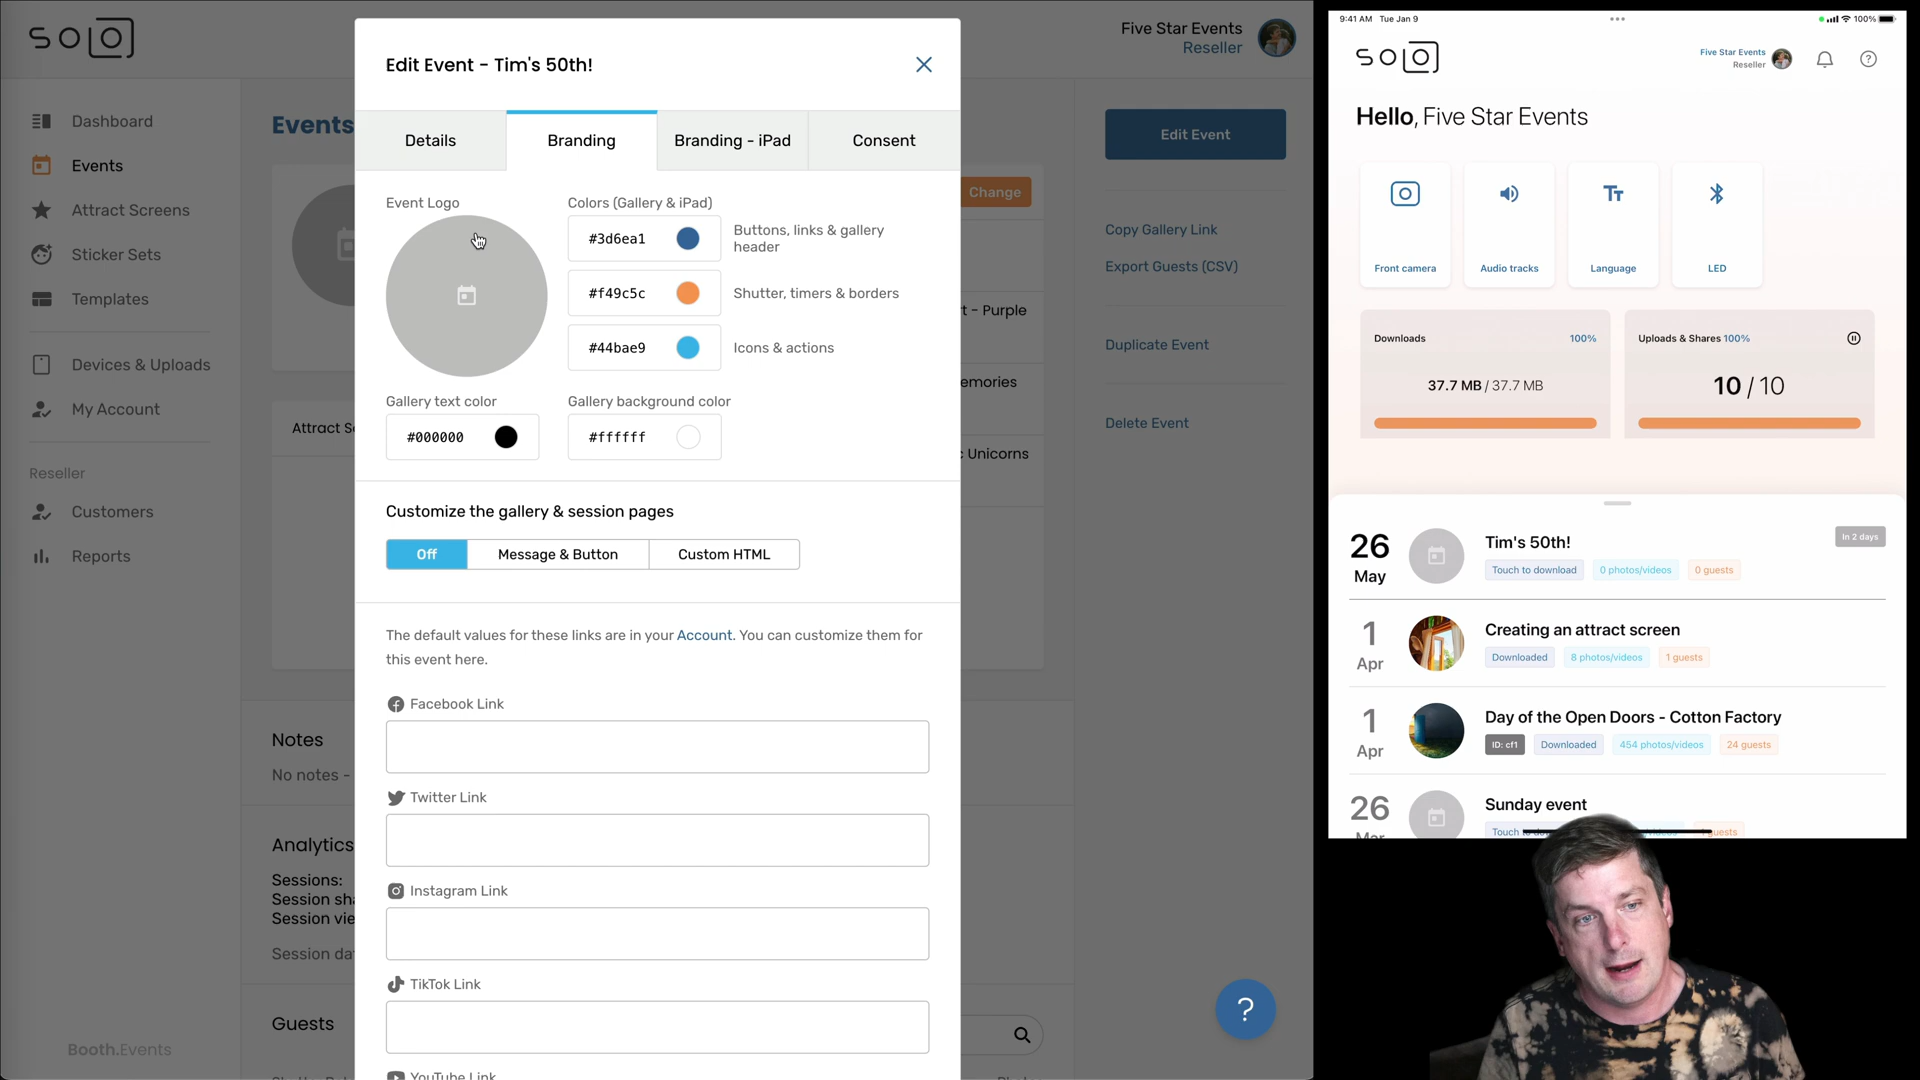 SOLO
Five Star Events
Reseller
Dashboard
Events
Attract Screens
Sticker Sets
Templates
Devices & Uploads
My Account
Reseller
Customers
Reports
Booth.Events
Events
Change
Notes
No notes -
Analytics
Sessions:
Guests
Edit Event - Tim's 50th!
Details
Branding
Branding - iPad
Consent
Event Logo
Colors (Gallery & iPad)
#3d6ea1
Buttons, links & gallery
header
#f49c5c
Shutter, timers & borders
#44bae9
Icons & actions
Gallery text color
Gallery background color
#000000
#ffffff
Customize the gallery & session pages
Off
Message & Button
Custom HTML
The default values for these links are in your Account. You can customize them for
this event here.
Facebook Link
Twitter Link
Instagram Link
TikTok Link
YouTube Link
- Purple
Unicorns
Edit Event
Copy Gallery Link
Export Guests (CSV)
Duplicate Event
Delete Event
?
9:41 AM Tue Jan 9
100%
SOLO
Five Star Events
Reseller
?
Hello, Five Star Events
Front camera
Audio tracks
Language
LED
Downloads 100%
37.7 MB / 37.7 MB
Uploads & Shares 100%
10 / 10
26
May
Tim's 50th!
In 2 days
Touch to download
0 photos/videos
0 guests
1
Apr
Creating an attract screen
Downloaded
8 photos/videos
1 guests
1
Apr
Day of the Open Doors - Cotton Factory
ID: cf1
Downloaded
454 photos/videos
24 guests
26
Sunday event
Touch
guests